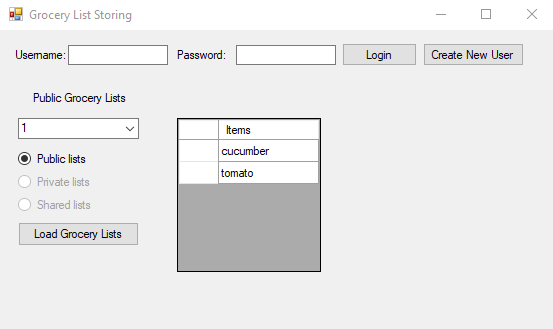 Grocery List Storing
Username: Password: Login Create New User
Public Grocery Lists
1
Items
Public lists
cucumber
Private lists
tomato
Shared lists
Load Grocery Lists